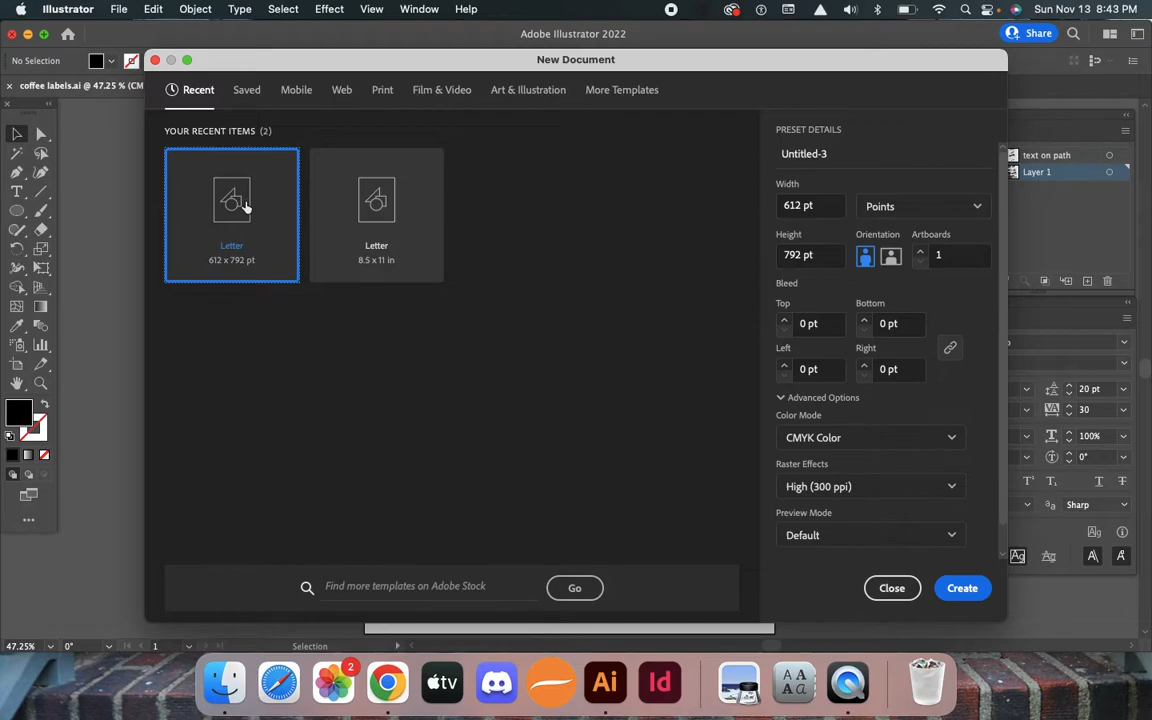 Illustrator File Edit Object Type Select Effect View Window Help Sun Nov 13 8:43 PM
Adobe Illustrator 2022 Share
No Selection
coffee labels.ai @ 47.25 % (CM
New Document
Recent Saved Mobile Web Print Film & Video Art & Illustration More Templates
YOUR RECENT ITEMS (2)
Letter
612 x 792 pt
Letter
8.5 x 11 in
PRESET DETAILS
Untitled-3
Width
612 pt Points
Height Orientation Artboards
792 pt 1
Bleed
Top Bottom
0 pt 0 pt
Left Right
0 pt 0 pt
Advanced Options
Color Mode
CMYK Color
Raster Effects
High (300 ppi)
Preview Mode
Default
Find more templates on Adobe Stock Go
Close Create
text on path
Layer 1
20 pt
30
100%
0°
Sharp
47.25% 0° 1 Selection
2
tv
Ai
Id